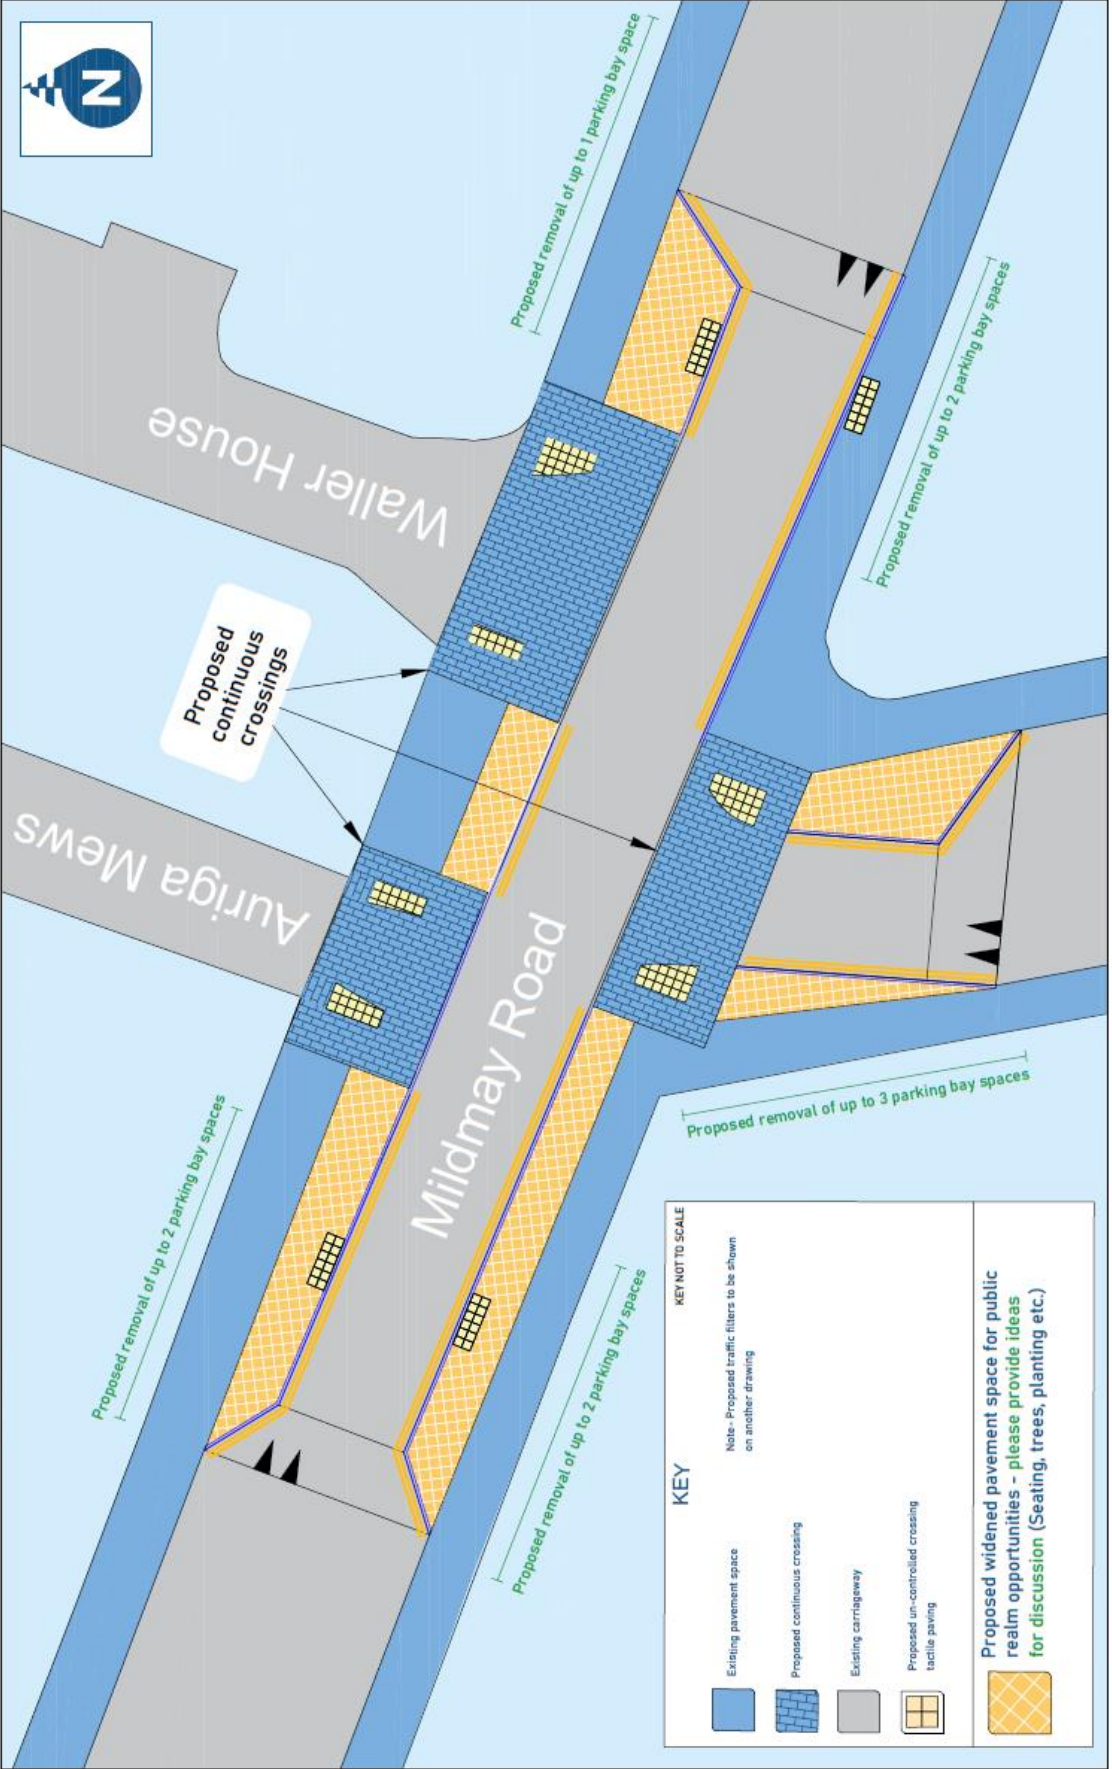 N
Proposed removal of up to 1 parking bay space
Waller House
Proposed removal of up to 2 parking bay spaces
Proposed
continuous
crossings
Auriga Mews
Mildmay Road
Proposed removal of up to 2 parking bay spaces
Proposed removal of up to 2 parking bay spaces
Proposed removal of up to 3 parking bay spaces
KEY
KEY NOT TO SCALE
Existing pavement space
Note- Proposed traffic filters to be shown
on another drawing
Proposed continuous crossing
Existing carriageway
Proposed un-controlled crossing
tactile paving
Proposed widened pavement space for public
realm opportunities - please provide ideas
for discussion (Seating, trees, planting etc.)